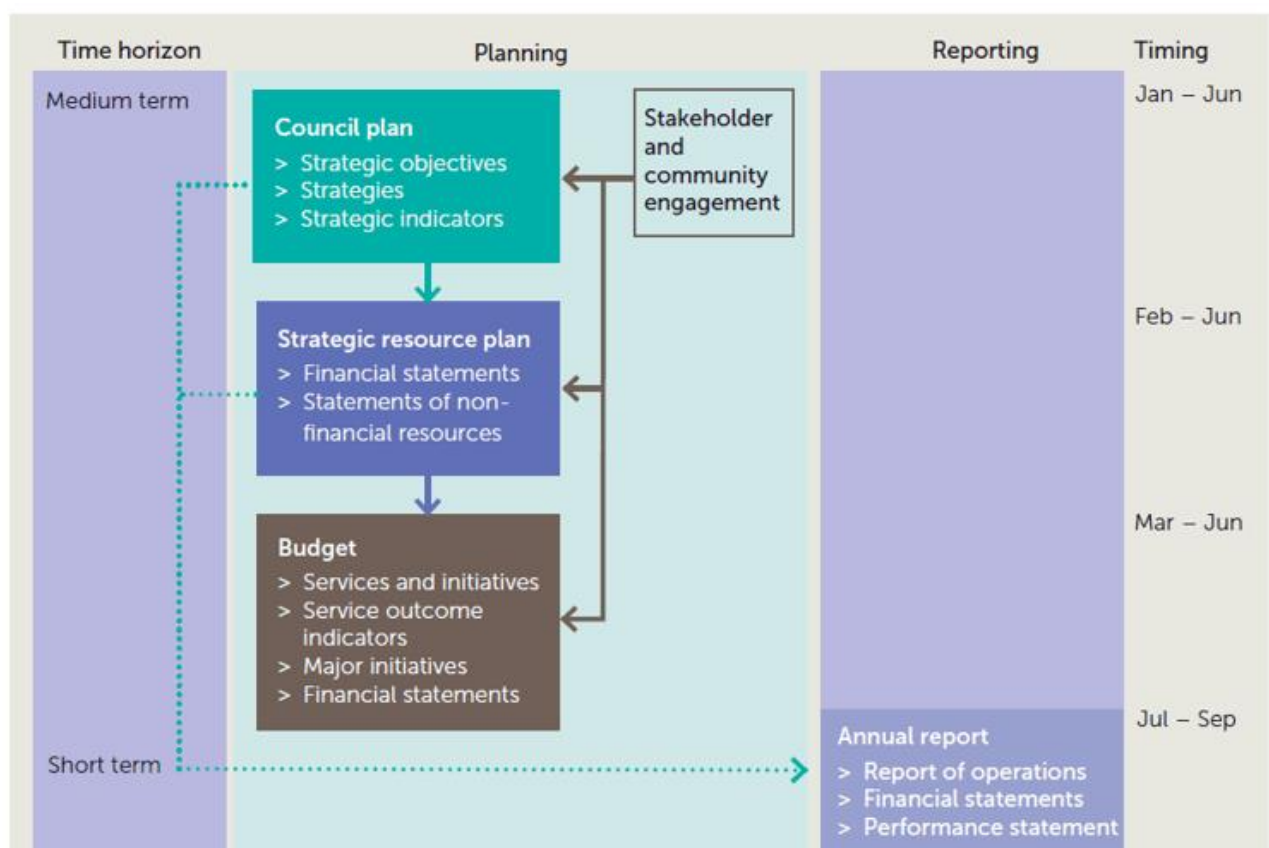 Time horizon
Planning
Reporting
Timing
Medium term
Jan – Jun
Council plan
> Strategic objectives
> Strategies
> Strategic indicators
Stakeholder
and
community
engagement
Feb – Jun
Strategic resource plan
> Financial statements
> Statements of non-
financial resources
Mar – Jun
Budget
> Services and initiatives
> Service outcome
indicators
> Major initiatives
> Financial statements
Jul – Sep
Short term
Annual report
> Report of operations
> Financial statements
> Performance statement